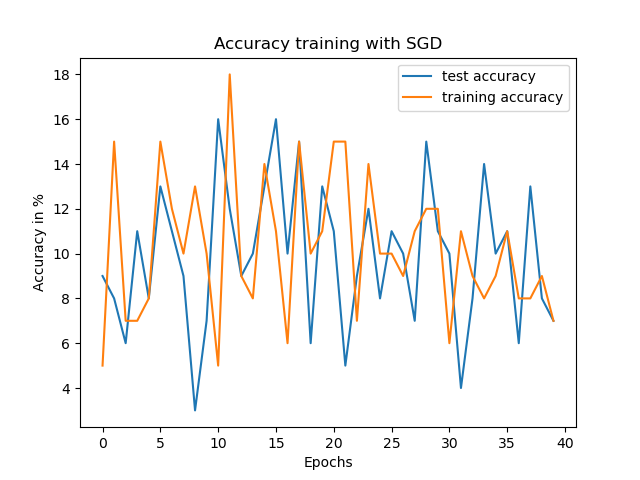 Accuracy training with SGD
test accuracy
training accuracy
18
16
14
12
10
8
6
4
Accuracy in %
0 5 10 15 20 25 30 35 40
Epochs